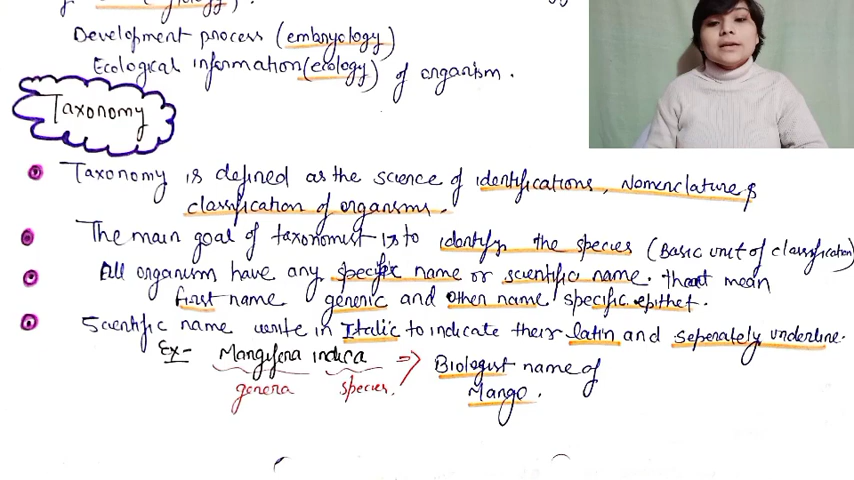 Development process (embryology)
Ecological information (ecology) of organism.
Taxonomy
Taxonomy is defined as the science of identifications, Nomenclature &
classification of organisms.
The main goal of taxonomist is to identify the species (Basic unit of classification)
All organism have any specific name or scientific name. that mean
first name generic and other name specific epithet.
Scientific name write in Italic to indicate their latin and seperately underline.
Ex- Mangifera indica => Biologist name of
genera species. Mango.